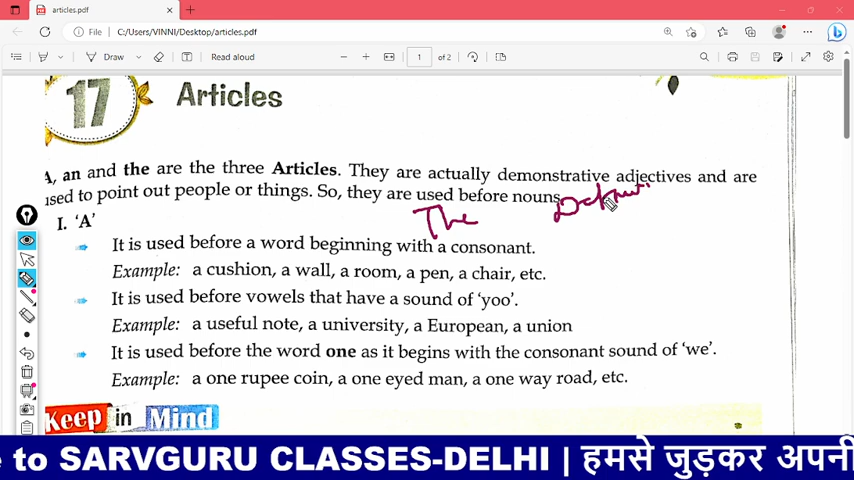 articles.pdf
File C:/Users/VINNI/Desktop/articles.pdf
Draw Read aloud 1 of 2
17 Articles
A, an and the are the three Articles. They are actually demonstrative adjectives and are
used to point out people or things. So, they are used before nouns
The
I. 'A'
It is used before a word beginning with a consonant.
Example: a cushion, a wall, a room, a pen, a chair, etc.
It is used before vowels that have a sound of 'yoo'.
Example: a useful note, a university, a European, a union
It is used before the word one as it begins with the consonant sound of 'we'.
Example: a one rupee coin, a one eyed man, a one way road, etc.
Keep in Mind
e to SARVGURU CLASSES-DELHI | हमसे जुड़कर अपनी